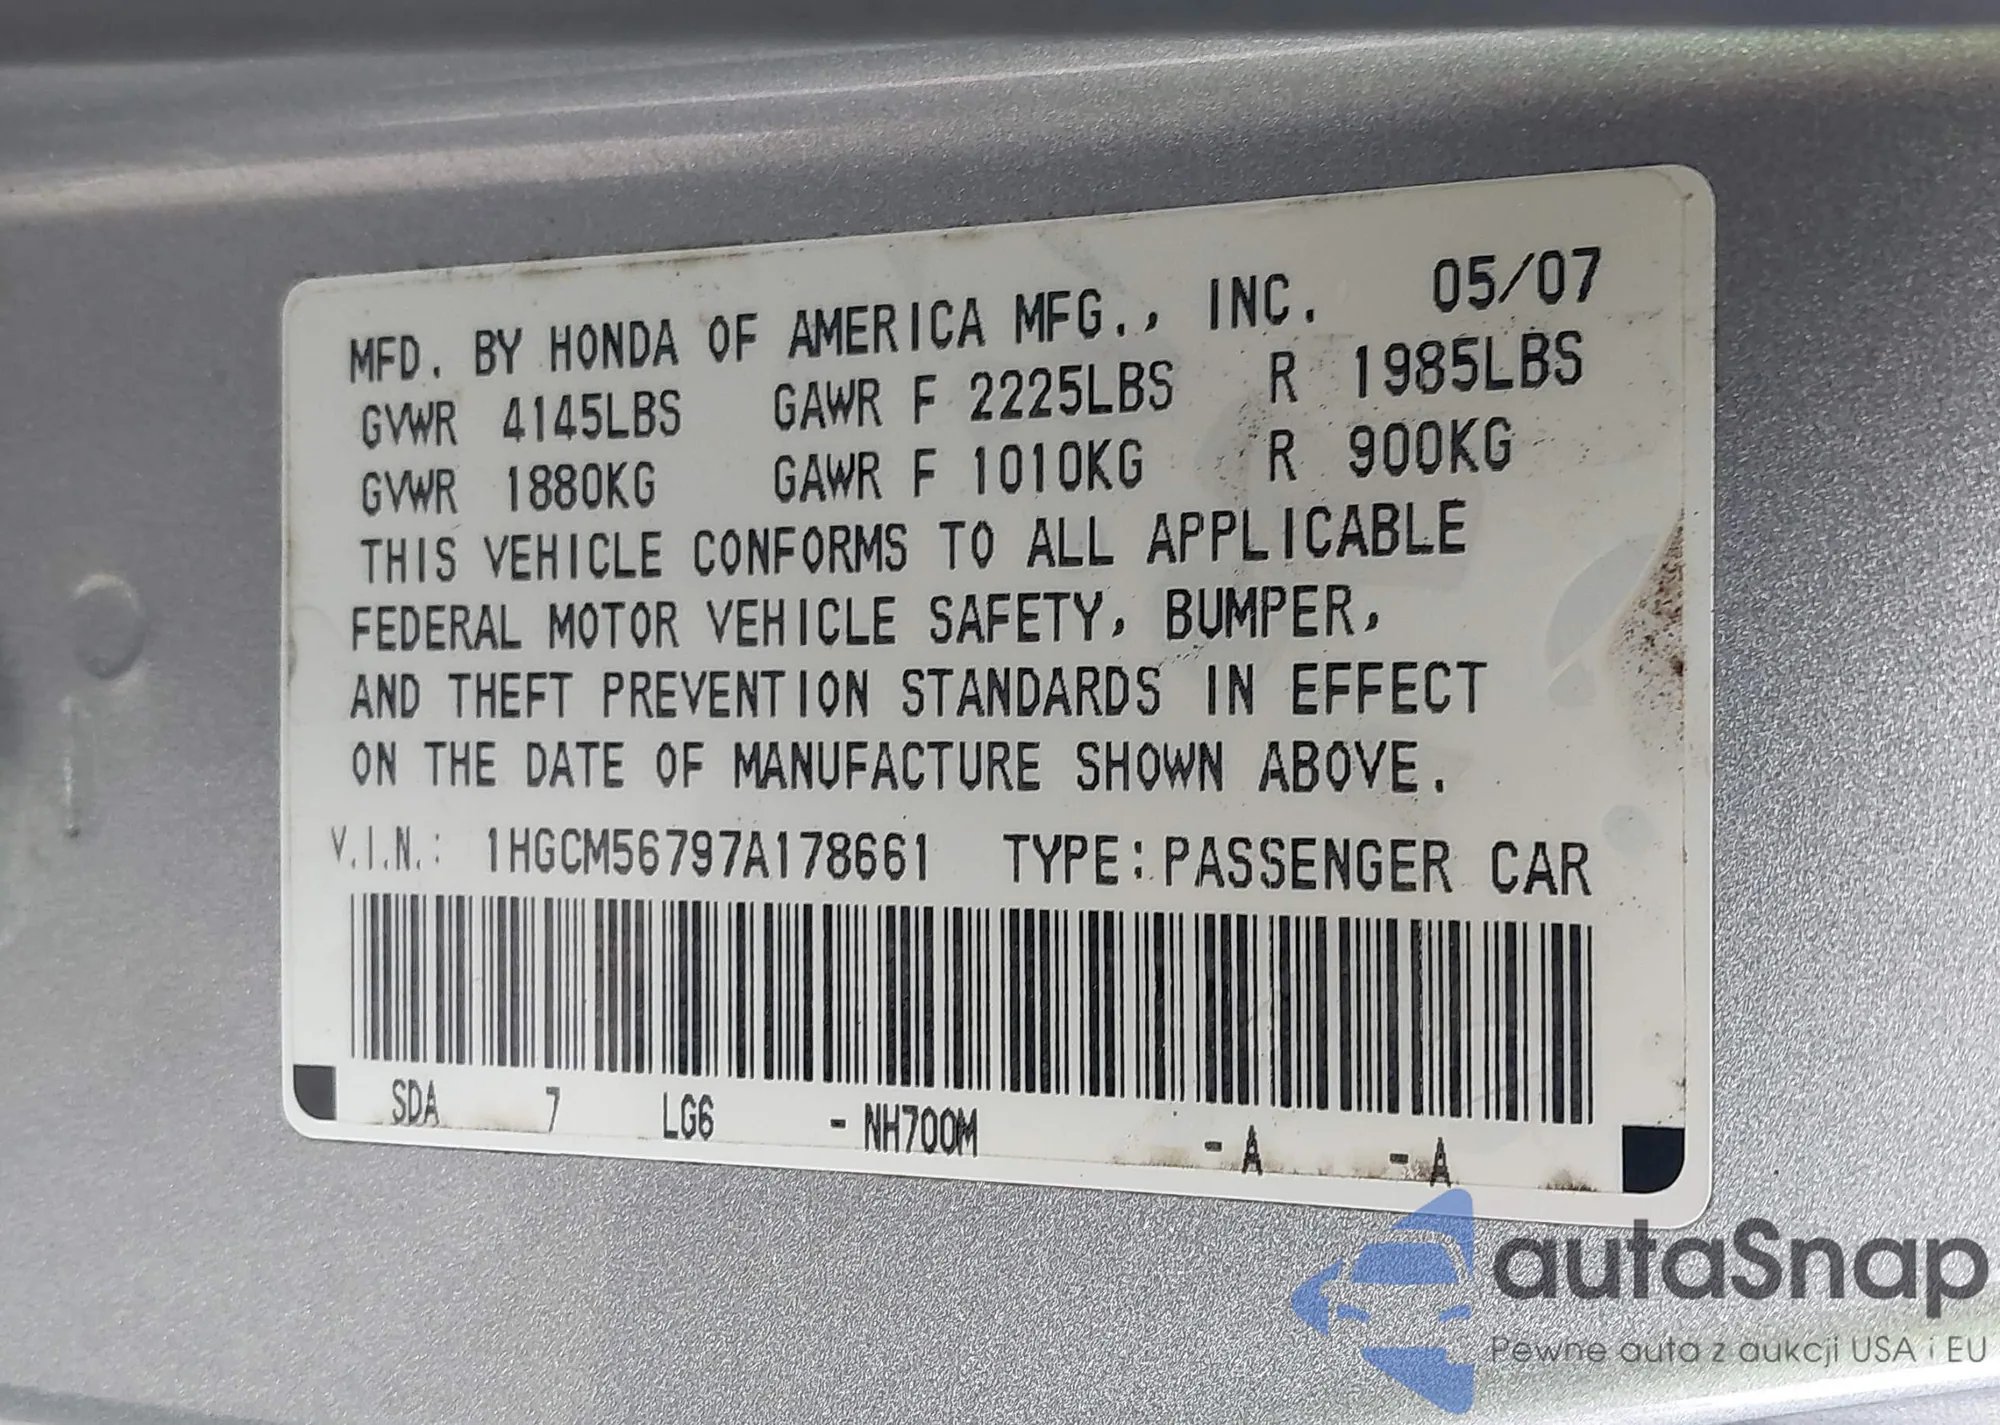 MFD. BY HONDA OF AMERICA MFG., INC. 05/07
GVWR 4145LBS GAWR F 2225LBS R 1985LBS
GVWR 1880KG GAWR F 1010KG R 900KG
THIS VEHICLE CONFORMS TO ALL APPLICABLE
FEDERAL MOTOR VEHICLE SAFETY, BUMPER,
AND THEFT PREVENTION STANDARDS IN EFFECT
ON THE DATE OF MANUFACTURE SHOWN ABOVE.
V.I.N.: 1HGCM56797A178661 TYPE:PASSENGER CAR
SDA 7 LG6 -NH700M -A -A
autaSnap
Pewne auta z aukcji USA i EU